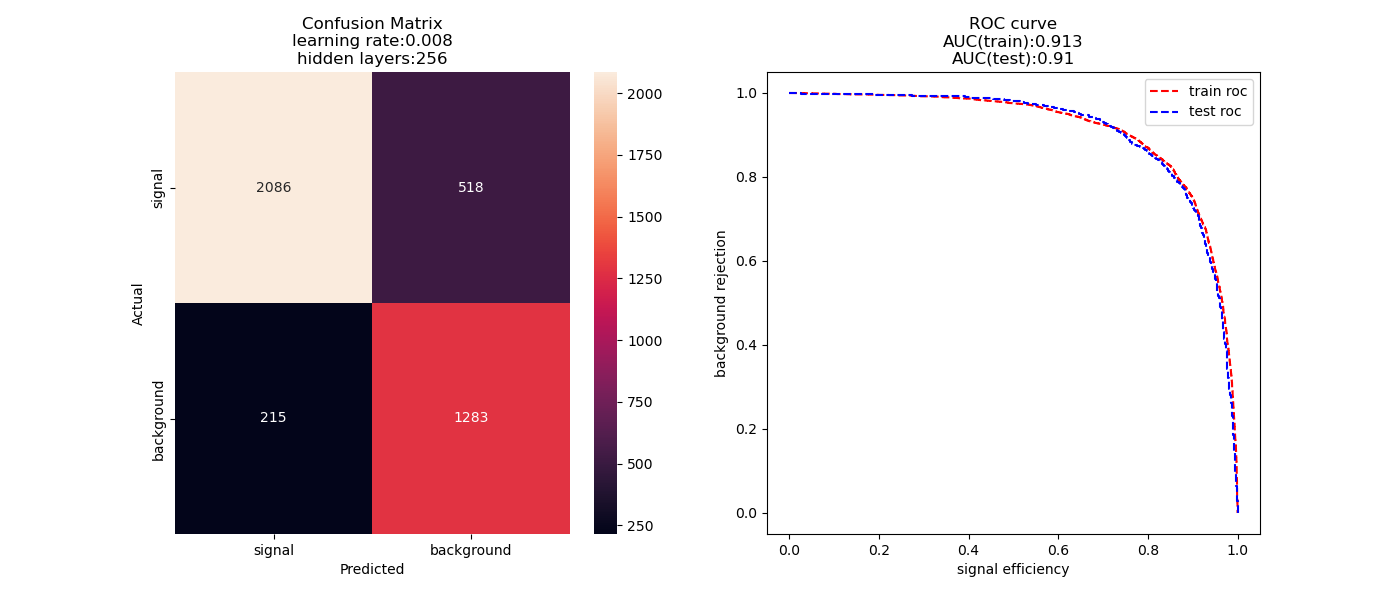 Confusion Matrix
learning rate:0.008
hidden layers:256
signal
background
Actual
2086
518
215
1283
signal
background
Predicted
2000
1750
1500
1250
1000
750
500
250
ROC curve
AUC(train):0.913
AUC(test):0.91
train roc
test roc
background rejection
1.0
0.8
0.6
0.4
0.2
0.0
0.0 0.2 0.4 0.6 0.8 1.0
signal efficiency